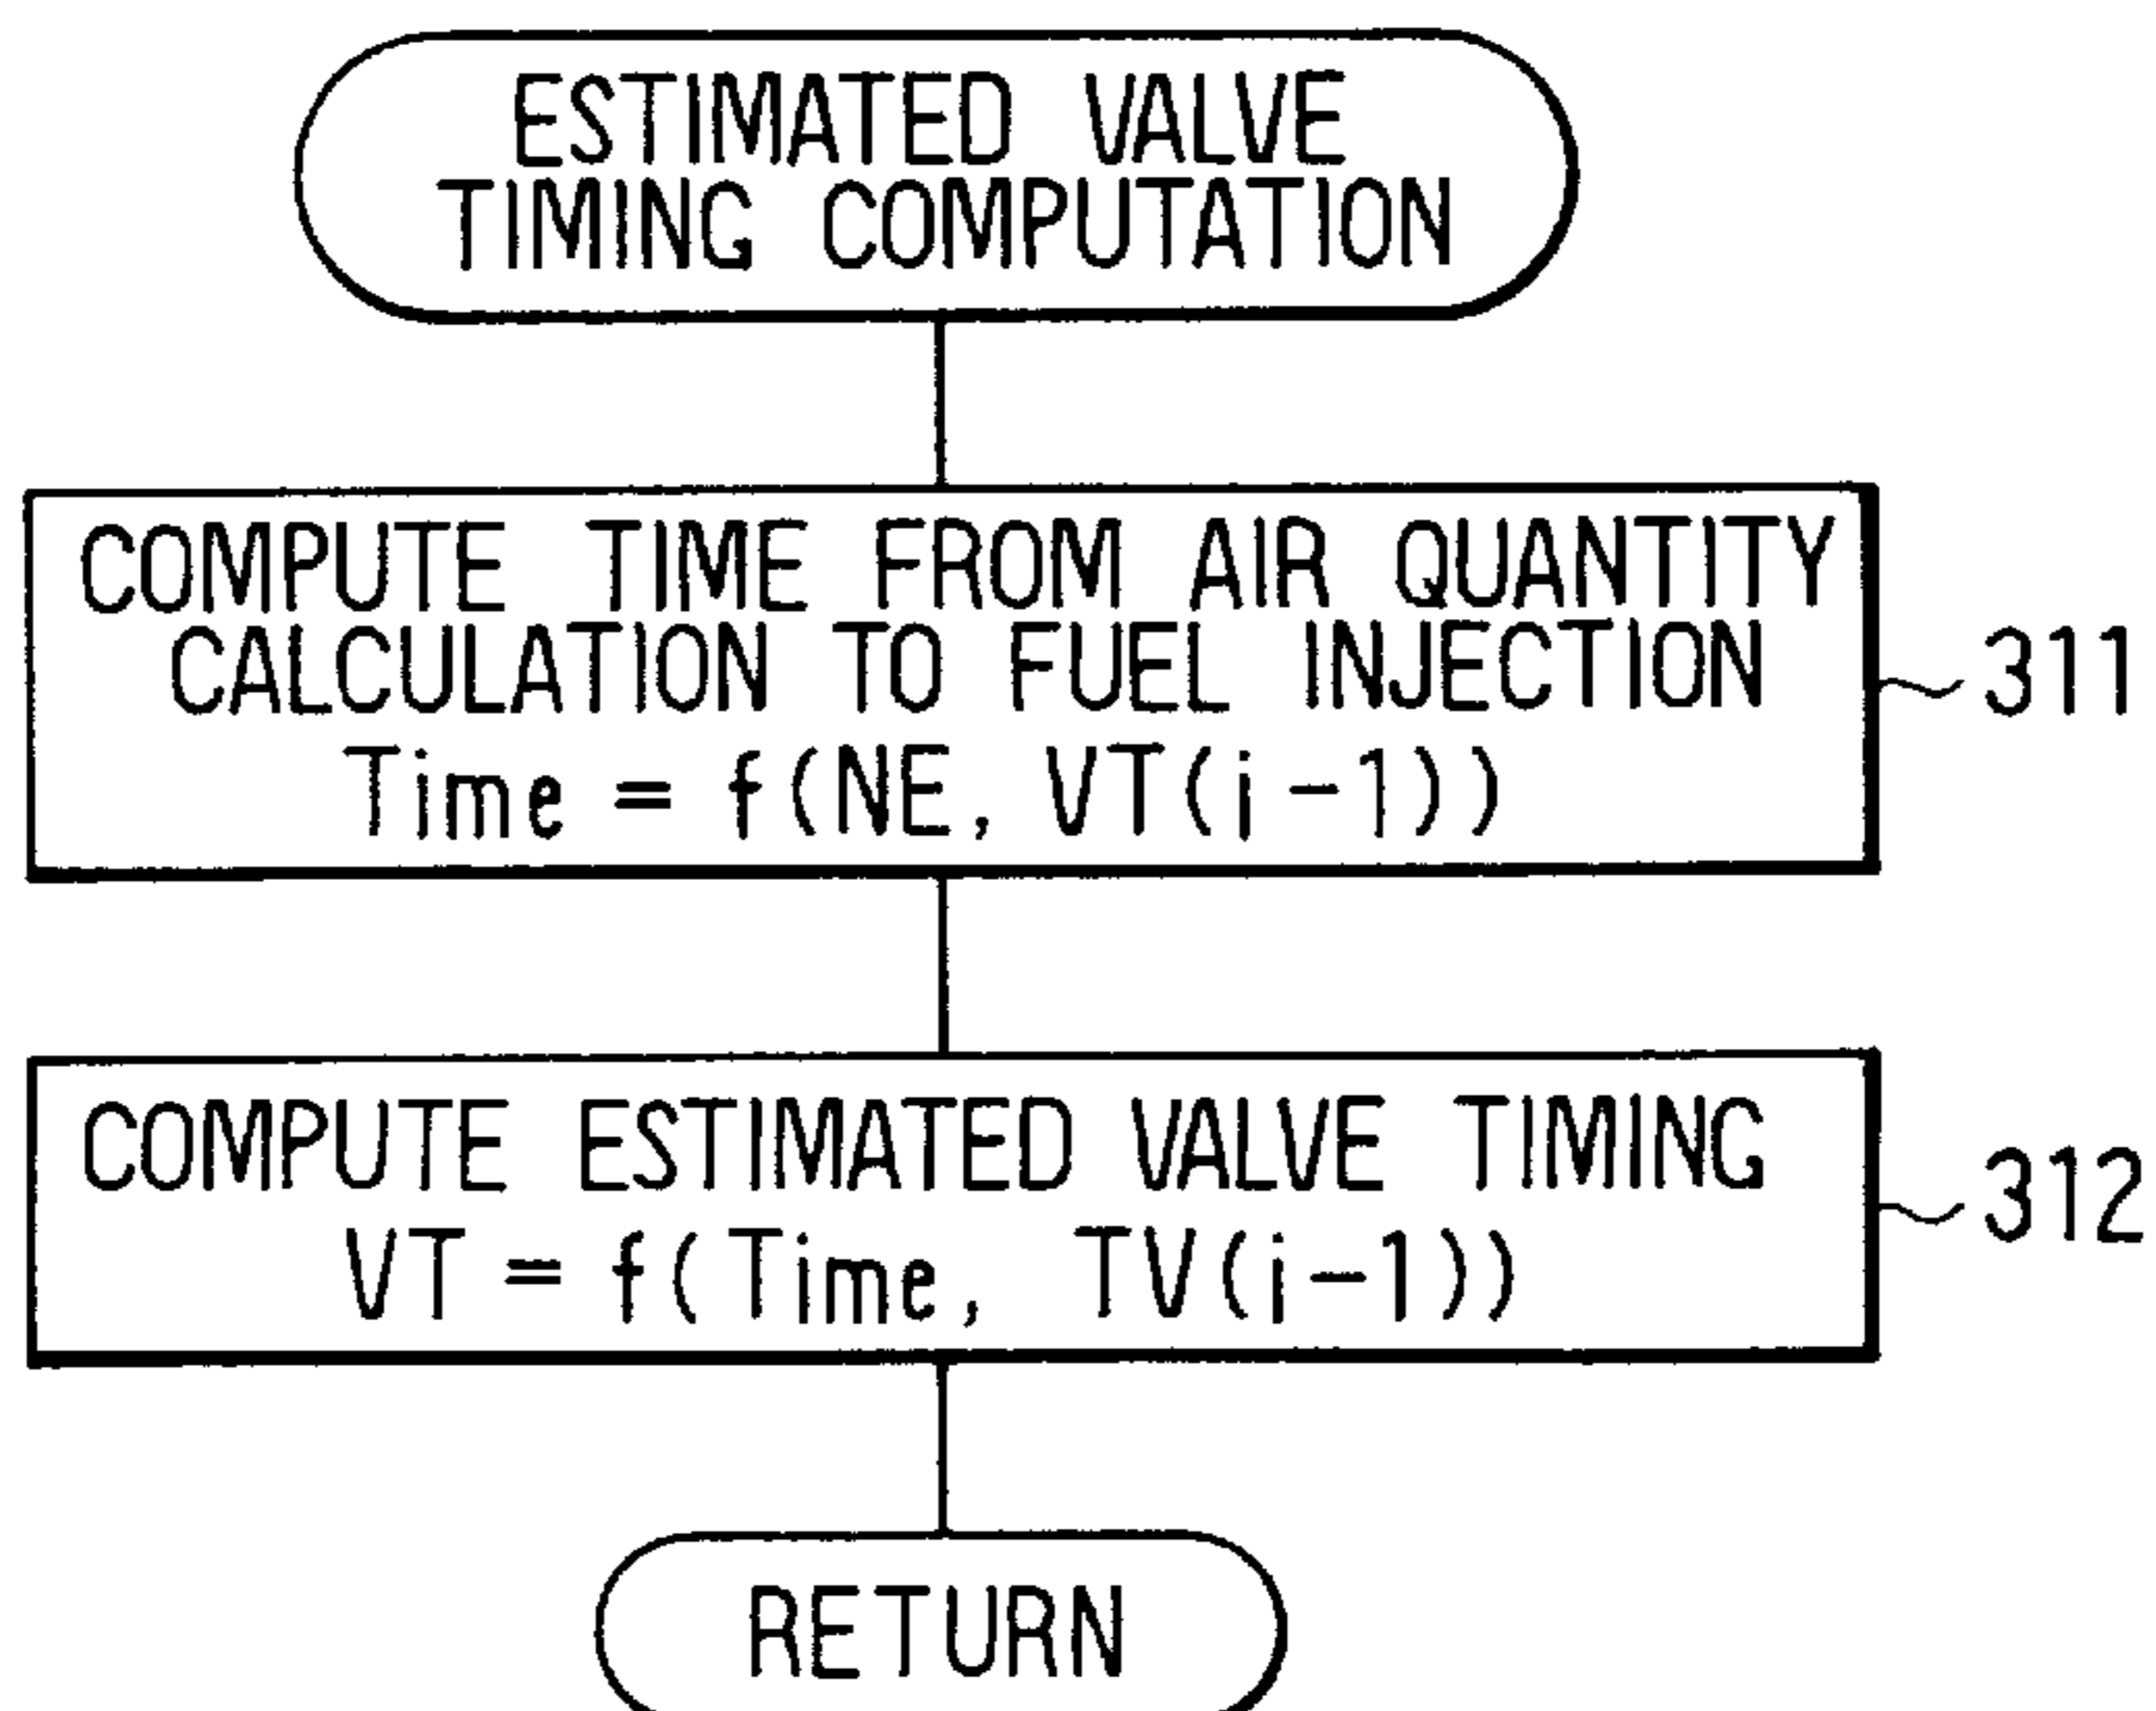 ESTIMATED VALVE
TIMING COMPUTATION
COMPUTE TIME FROM AIR QUANTITY
CALCULATION TO FUEL INJECTION
Time = f(NE, VT(i-1))
311
COMPUTE ESTIMATED VALVE TIMING
VT = f(Time, TV(i-1))
312
RETURN